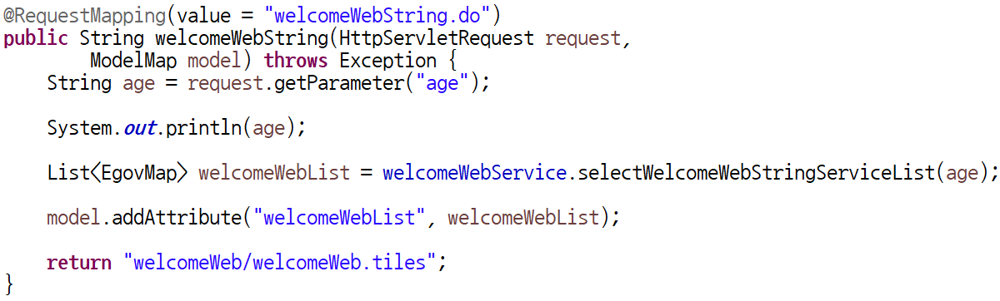 @RequestMapping(value = "welcomeWebString.do")
public String welcomeWebString(HttpServletRequest request,
        ModelMap model) throws Exception {
    String age = request.getParameter("age");

    System.out.println(age);

    List<EgovMap> welcomeWebList = welcomeWebService.selectWelcomeWebStringServiceList(age);

    model.addAttribute("welcomeWebList", welcomeWebList);

    return "welcomeWeb/welcomeWeb.tiles";
}